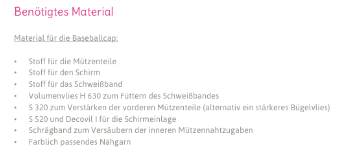 Benötigtes Material
Material für die Baseballcap:
• Stoff für die Mützenteile
• Stoff für den Schirm
• Stoff für das Schweißband
• Volumenvlies H 630 zum Füttern des Schweißbandes
• S 320 zum Verstärken der vorderen Mützenteile (alternativ ein stärkeres Bügelvlies)
• S 520 und Decovil I für die Schirmeinlage
• Schrägband zum Versäubern der inneren Mützennahtzugaben
• Farblich passendes Nähgarn